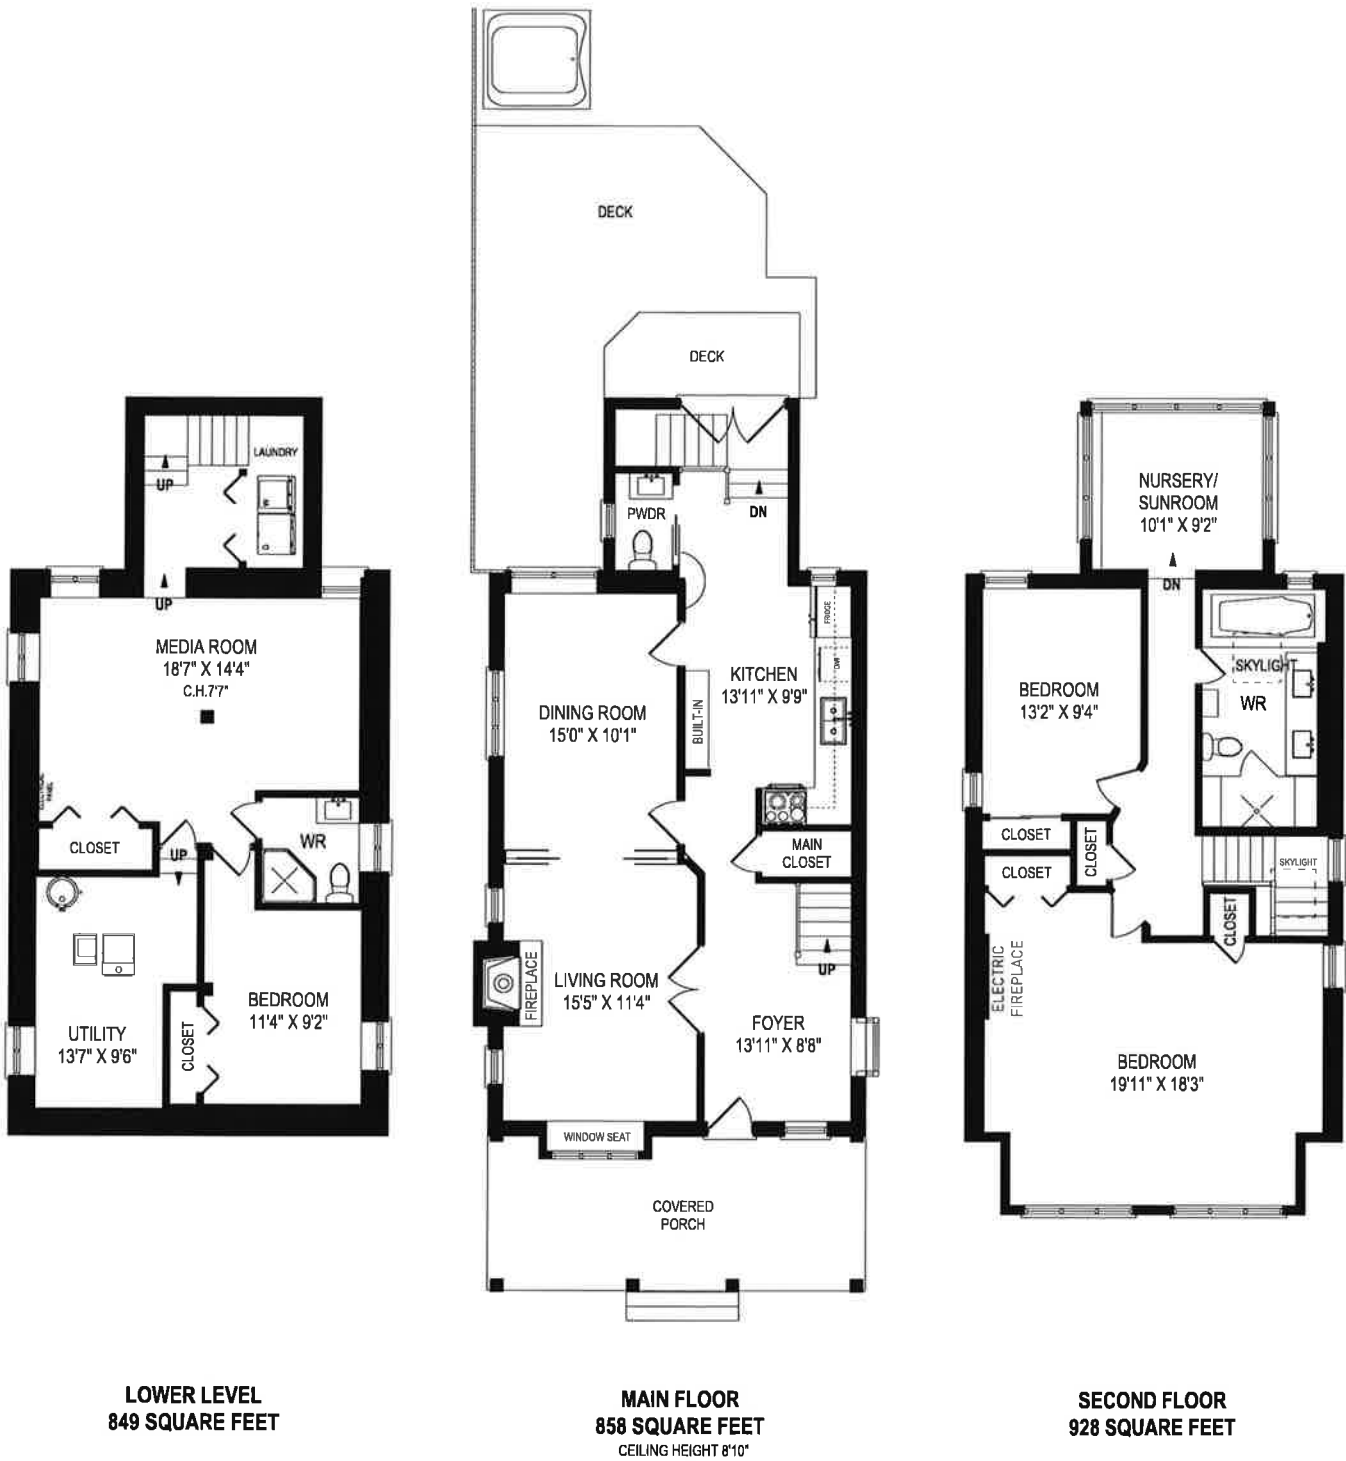 LAUNDRY
UP
UP
MEDIA ROOM
18'7" X 14'4"
C.H.7'7"
ELECTRICAL
PANEL
CLOSET
UP
WR
UTILITY
13'7" X 9'6"
CLOSET
BEDROOM
11'4" X 9'2"
LOWER LEVEL
849 SQUARE FEET
DECK
DECK
PWDR
DN
FRIDGE
DW
KITCHEN
13'11" X 9'9"
BUILT-IN
DINING ROOM
15'0" X 10'1"
MAIN
CLOSET
UP
FIREPLACE
LIVING ROOM
15'5" X 11'4"
FOYER
13'11" X 8'8"
WINDOW SEAT
COVERED
PORCH
MAIN FLOOR
858 SQUARE FEET
CEILING HEIGHT 8'10"
NURSERY/
SUNROOM
10'1" X 9'2"
DN
BEDROOM
13'2" X 9'4"
SKYLIGHT
WR
CLOSET
CLOSET
CLOSET
SKYLIGHT
CLOSET
ELECTRIC
FIREPLACE
BEDROOM
19'11" X 18'3"
SECOND FLOOR
928 SQUARE FEET